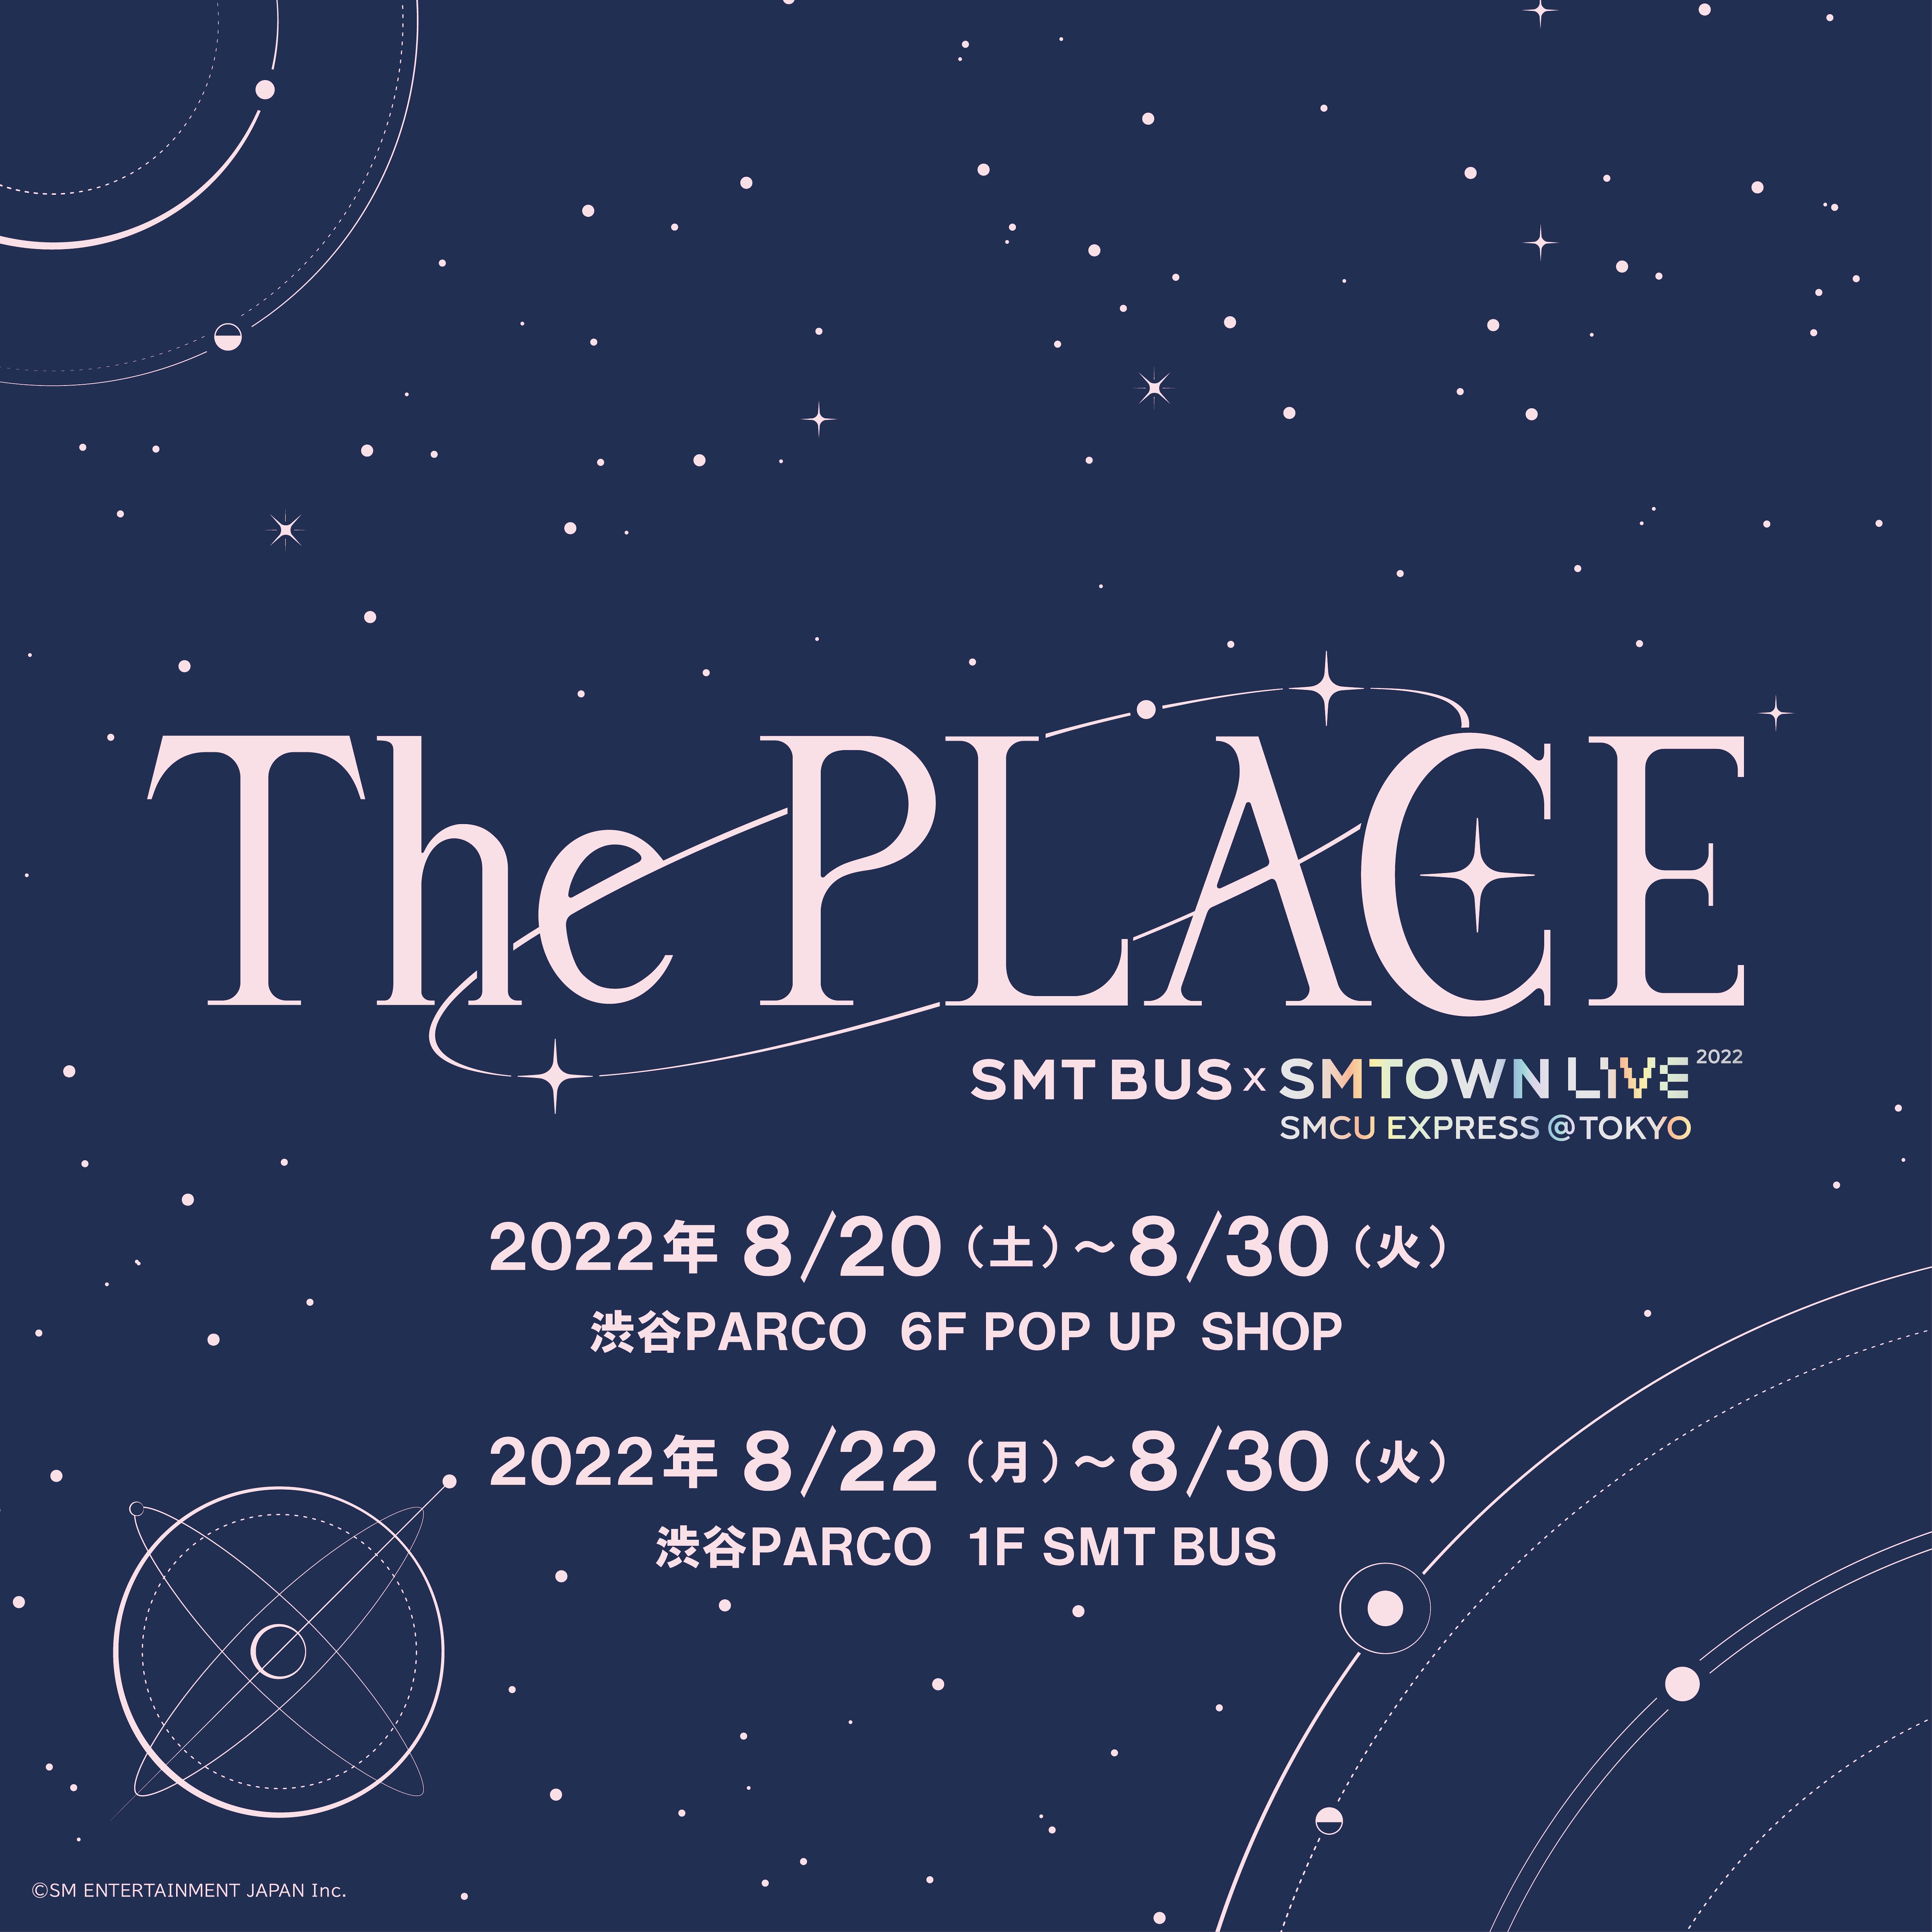 The PLACE
SMT BUS x SMTOWN LIVE 2022
SMCU EXPRESS @TOKYO
2022年 8/20（土）～8/30（火）
渋谷PARCO 6F POP UP SHOP
2022年 8/22（月）～8/30（火）
渋谷PARCO 1F SMT BUS
©SM ENTERTAINMENT JAPAN Inc.